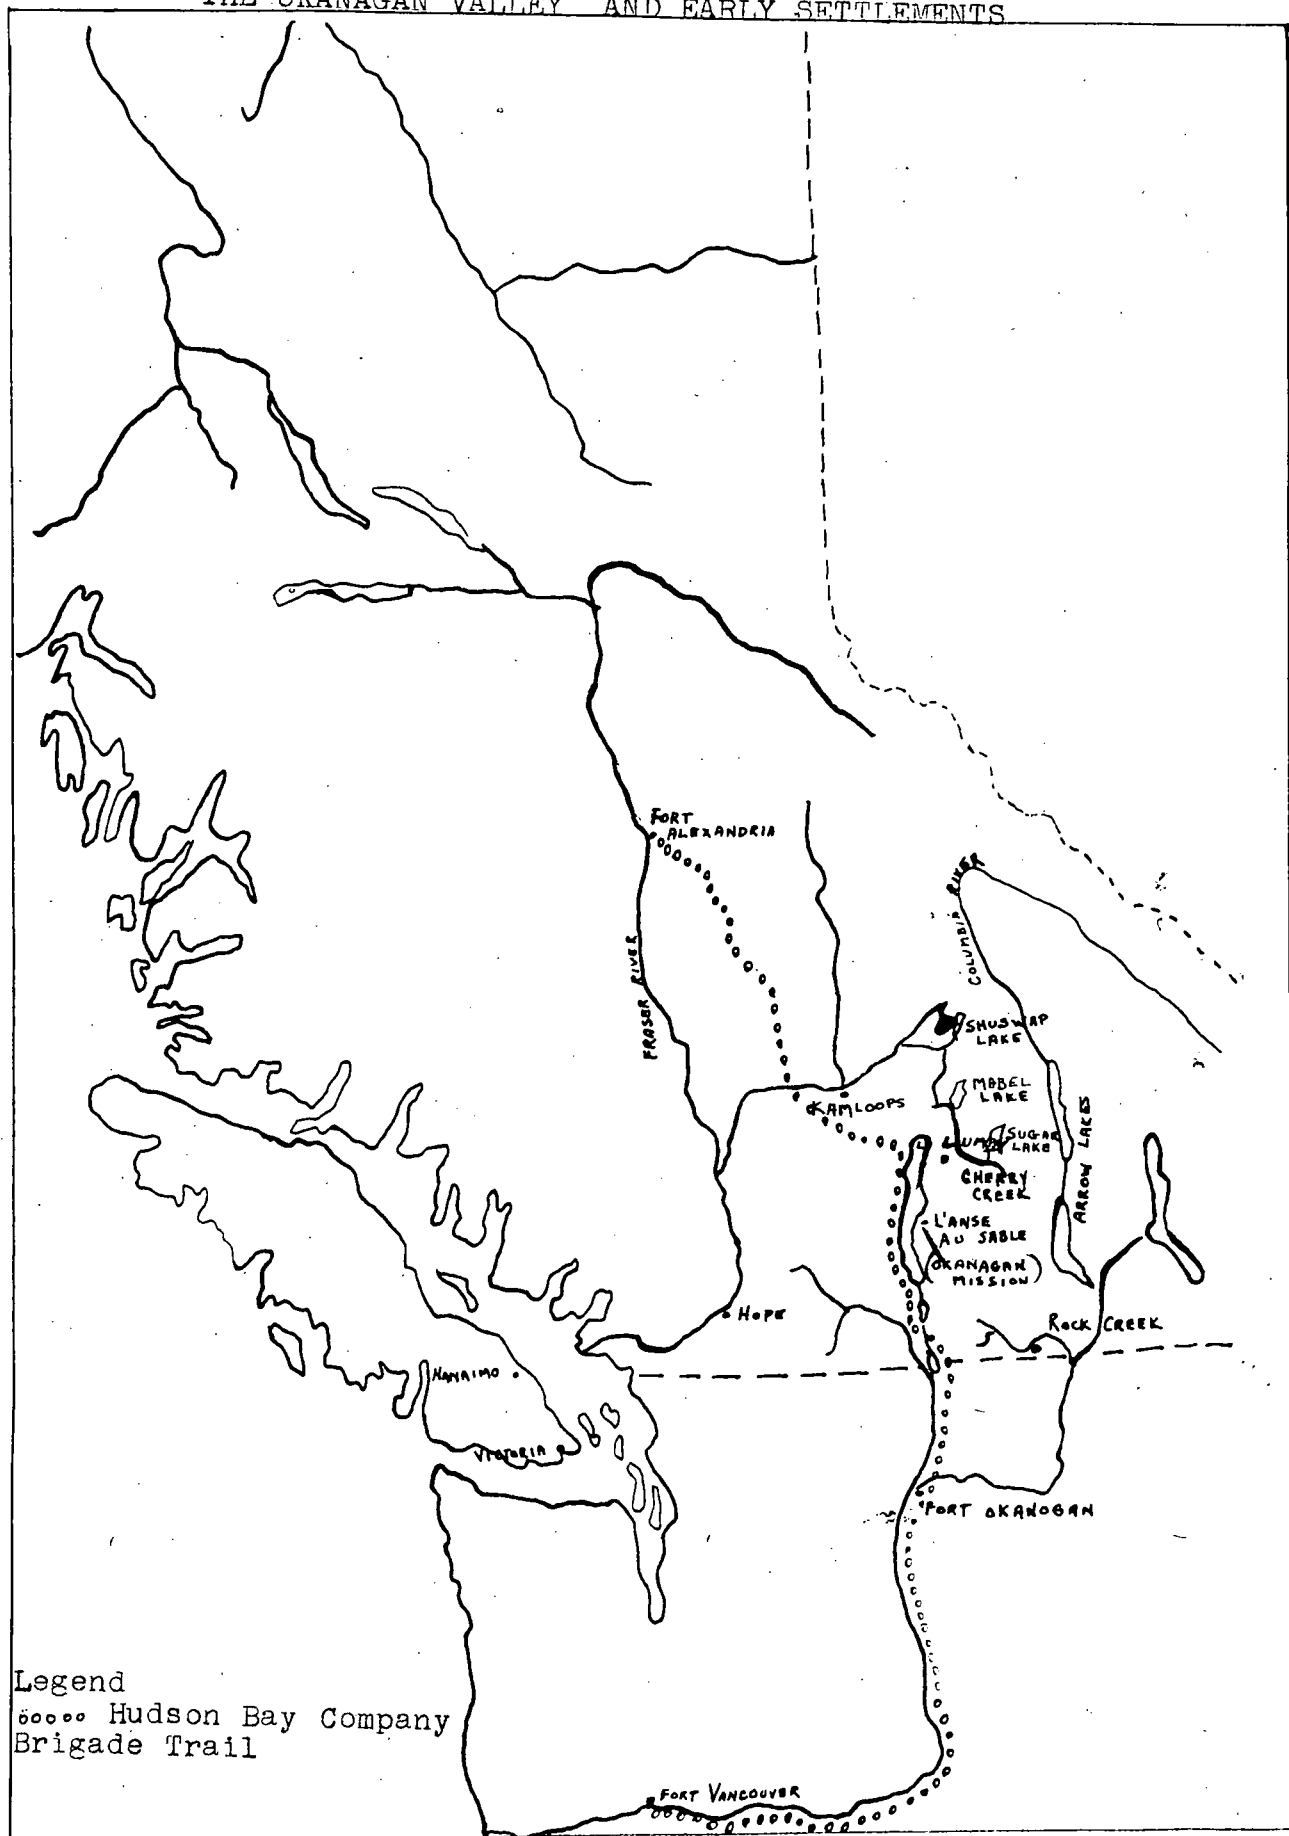 THE OKANAGAN VALLEY AND EARLY SETTLEMENTS
FORT
ALEXANDRIA
COLUMBIA RIVER
FRASER RIVER
SHUSWAP
LAKE
MABEL
LAKE
KAMLOOPS
SUGAR
LAKE
CHERRY
CREEK
ARROW LAKES
L'ANSE
AU SABLE
(OKANAGAN)
MISSION
HOPE
ROCK CREEK
NANAIMO
VICTORIA
FORT OKANOGAN
Legend
ooooo Hudson Bay Company
Brigade Trail
FORT VANCOUVER